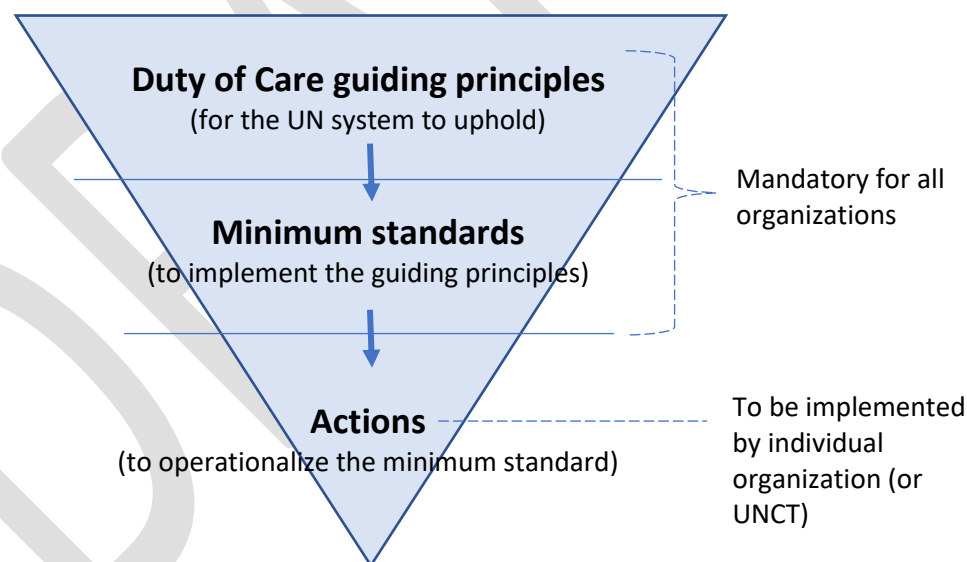 Duty of Care guiding principles
(for the UN system to uphold)
Mandatory for all
organizations
Minimum standards
(to implement the guiding principles)
Actions
(to operationalize the minimum standard)
To be implemented
by individual
organization (or
UNCT)